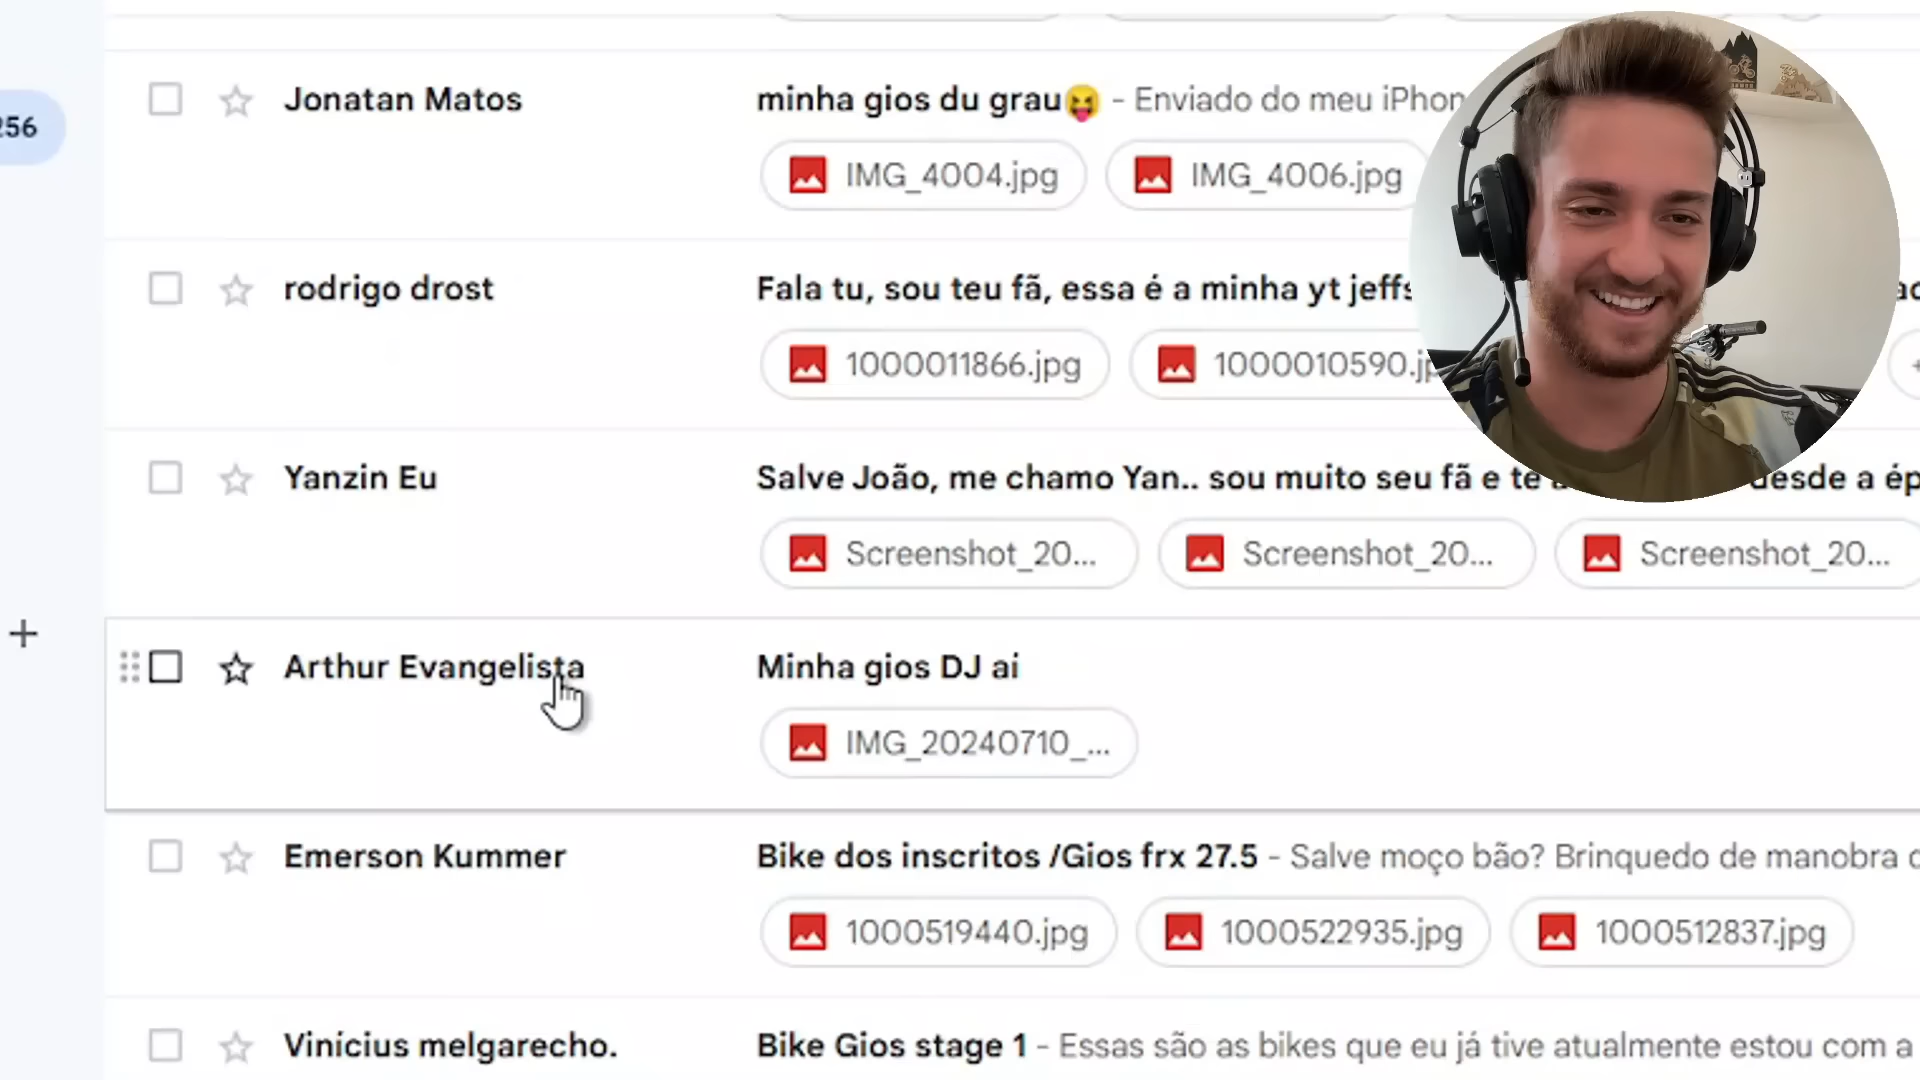 256
Jonatan Matos
minha gios du grau😝 - Enviado do meu iPhon
IMG_4004.jpg IMG_4006.jpg
rodrigo drost
Fala tu, sou teu fã, essa é a minha yt
1000011866.jpg 1000010590.jp
Yanzin Eu
Salve João, me chamo Yan.. sou muito seu fã e te desde a ép
Screenshot_20... Screenshot_20... Screenshot_20...
Arthur Evangelista
Minha gios DJ ai
IMG_20240710_...
Emerson Kummer
Bike dos inscritos /Gios frx 27.5 - Salve moço bão? Brinquedo de manobra
1000519440.jpg 1000522935.jpg 1000512837.jpg
Vinícius melgarecho.
Bike Gios stage 1 - Essas são as bikes que eu já tive atualmente estou com a